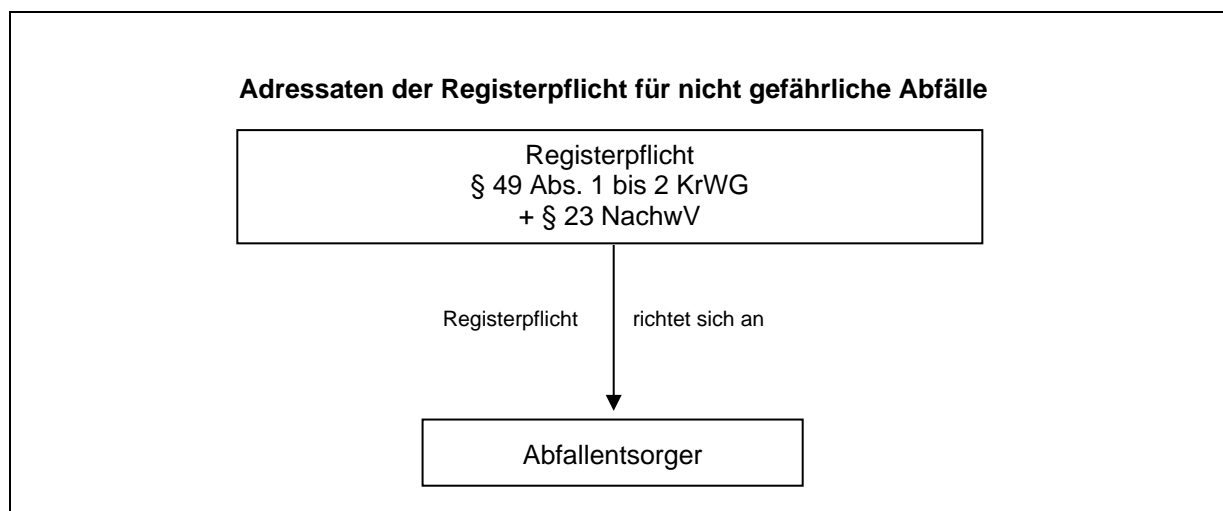 Adressaten der Registerpflicht für nicht gefährliche Abfälle
Registerpflicht
§ 49 Abs. 1 bis 2 KrWG
+ § 23 NachwV
Registerpflicht richtet sich an
Abfallentsorger